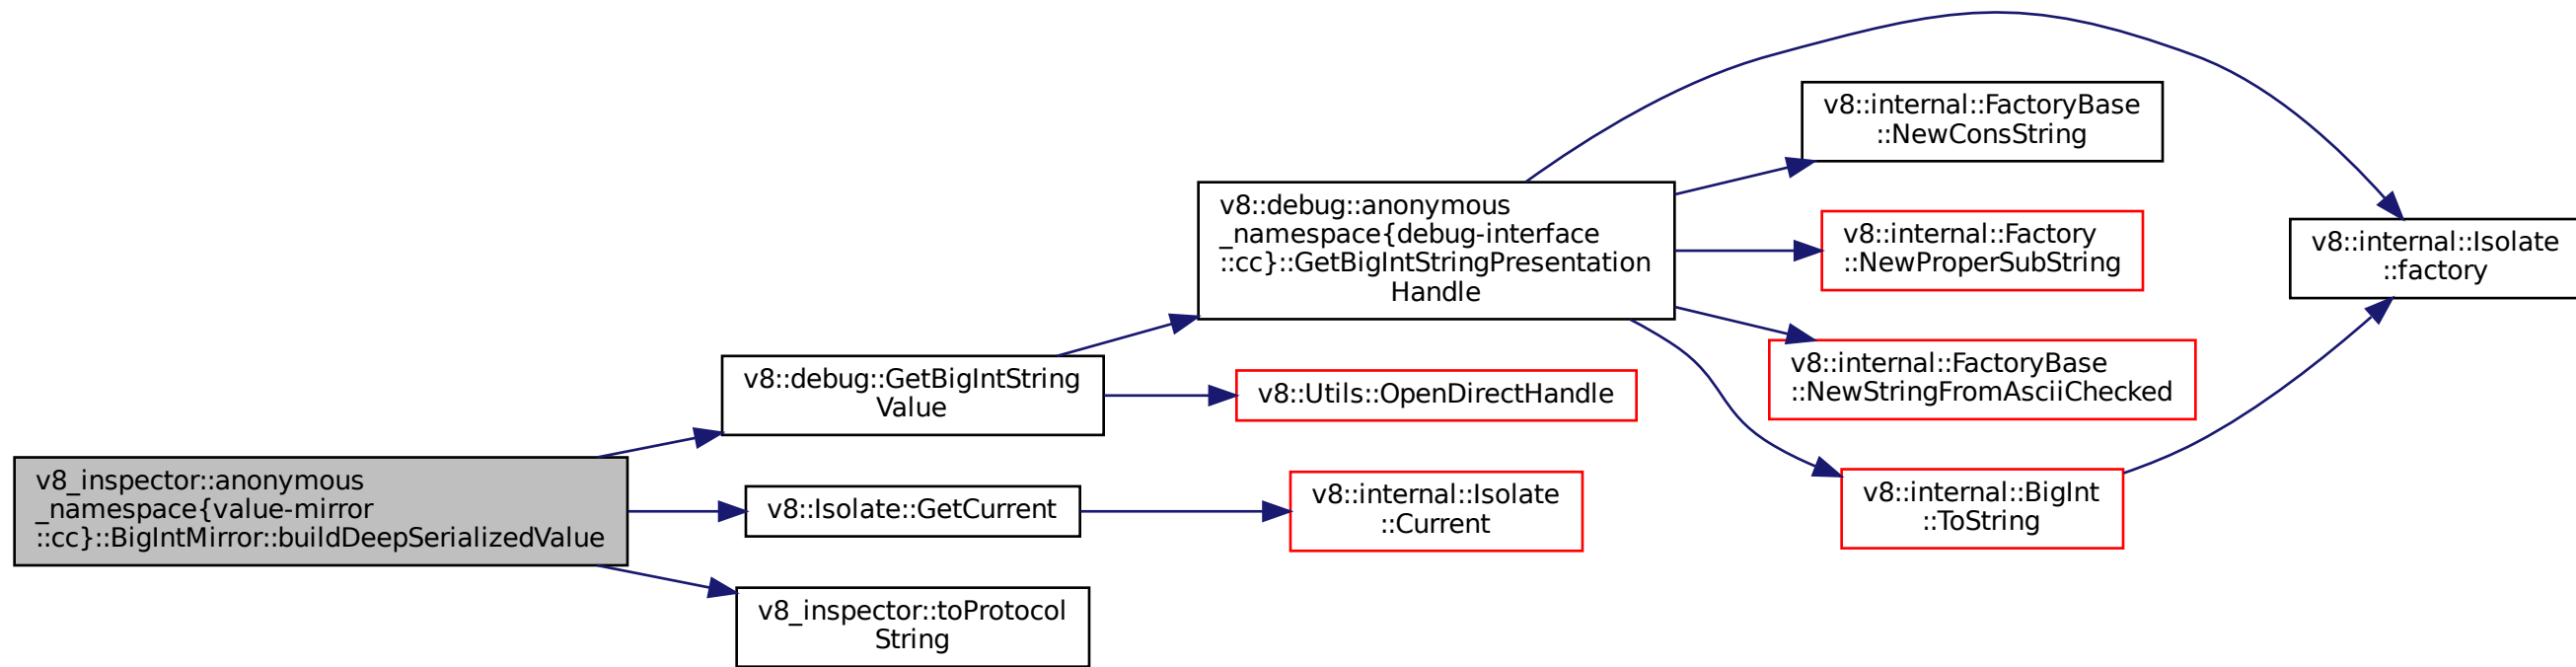 v8_inspector::anonymous
_namespace{value-mirror
::cc}::BigIntMirror::buildDeepSerializedValue
v8::debug::GetBigIntString
Value
v8::Isolate::GetCurrent
v8_inspector::toProtocol
String
v8::debug::anonymous
_namespace{debug-interface
::cc}::GetBigIntStringPresentation
Handle
v8::Utils::OpenDirectHandle
v8::internal::Isolate
::Current
v8::internal::FactoryBase
::NewConsString
v8::internal::Factory
::NewProperSubString
v8::internal::FactoryBase
::NewStringFromAsciiChecked
v8::internal::BigInt
::ToString
v8::internal::Isolate
::factory